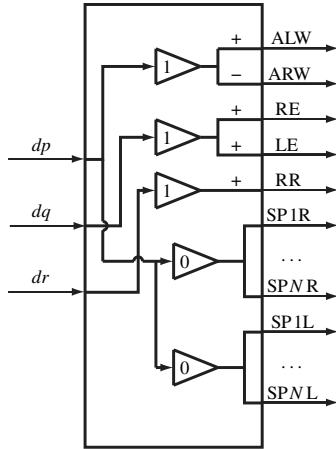 + ALW
1
− ARW
+ RE
1
dp
+ LE
1 + RR
dq
SP1R
0 ...
dr
SPNR
SP1L
0 ...
SPNL